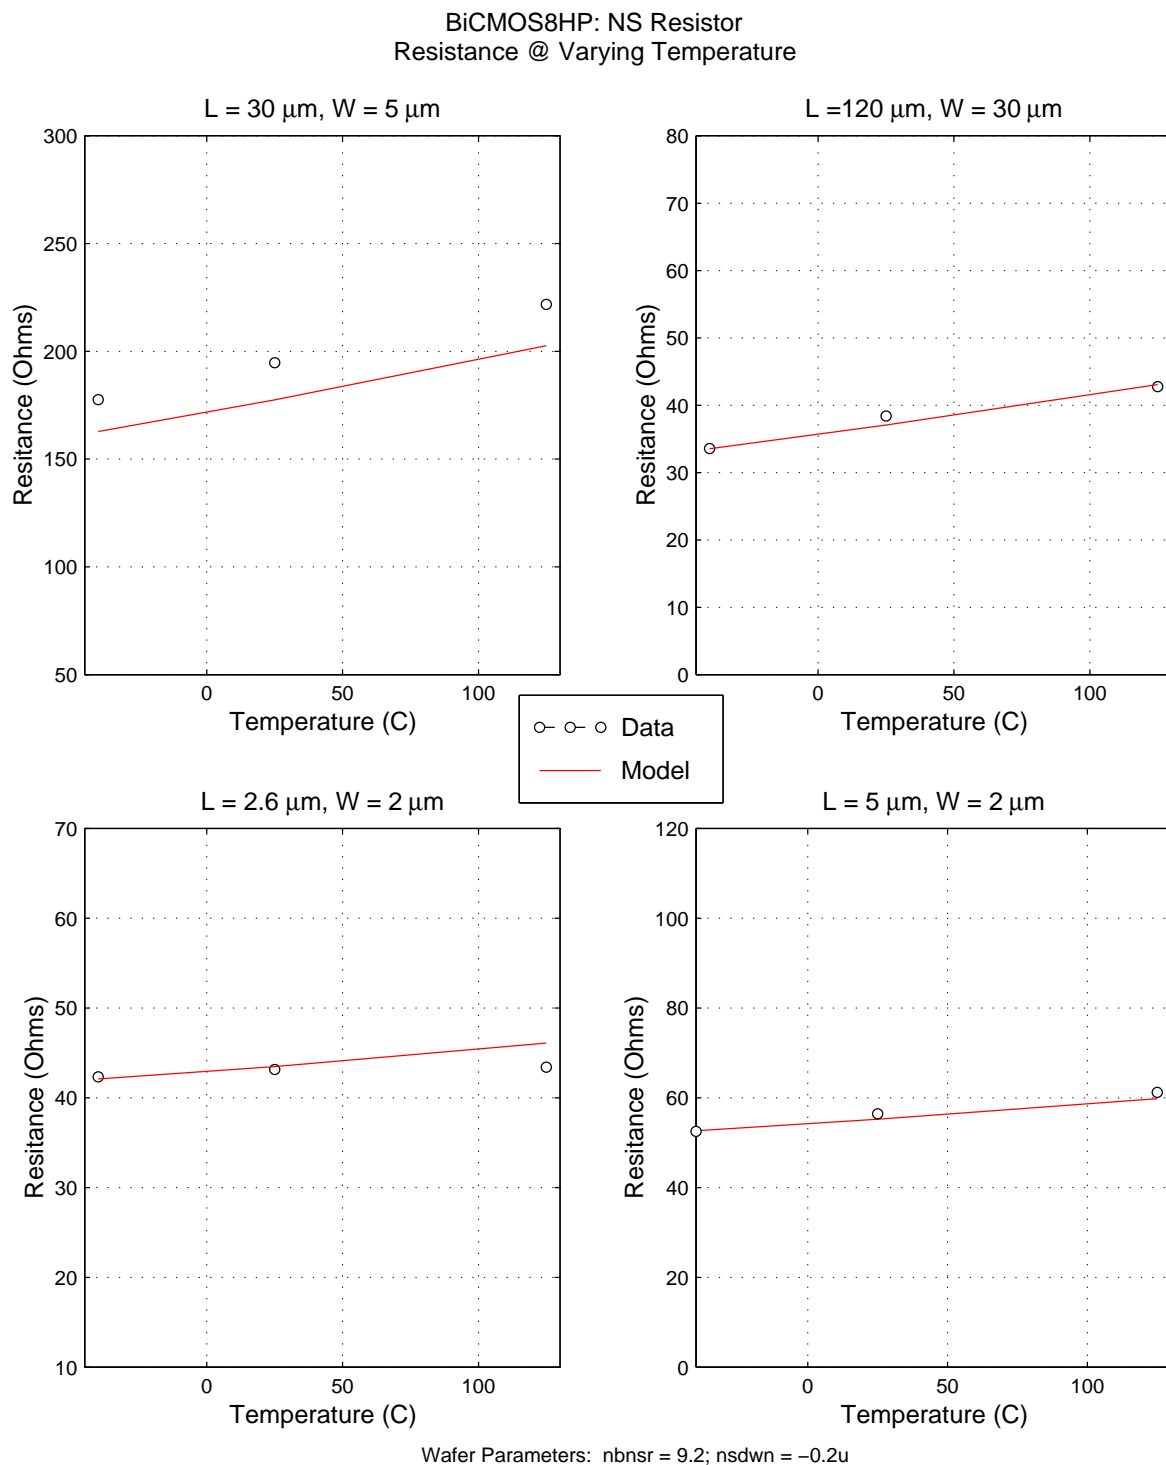 BiCMOS8HP: NS Resistor
Resistance @ Varying Temperature
L = 30 μm, W = 5 μm
300
250
200
150
100
50
Resitance (Ohms)
0 50 100
Temperature (C)
L =120 μm, W = 30 μm
80
70
60
50
40
30
20
10
0
Resitance (Ohms)
0 50 100
Temperature (C)
Data
Model
L = 2.6 μm, W = 2 μm
70
60
50
40
30
20
10
Resitance (Ohms)
0 50 100
Temperature (C)
L = 5 μm, W = 2 μm
120
100
80
60
40
20
0
Resitance (Ohms)
0 50 100
Temperature (C)
Wafer Parameters: nbnsr = 9.2; nsdwn = −0.2u